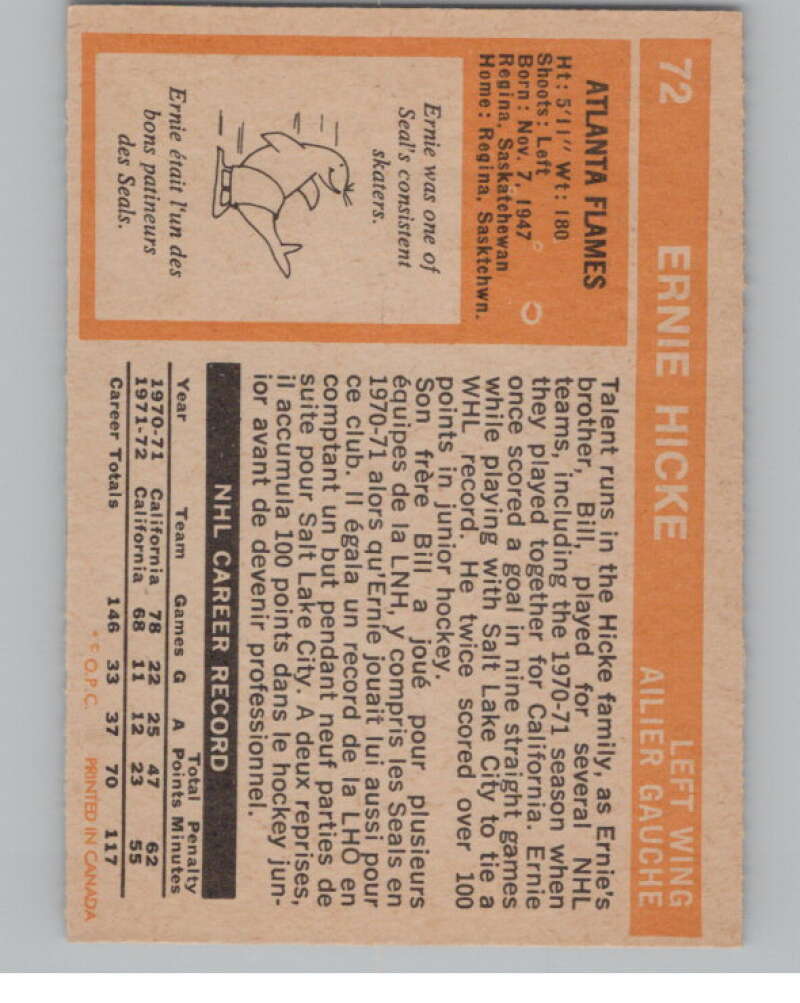 72 ERNIE HICKE LEFT WING
AILIER GAUCHE
ATLANTA FLAMES
Ht: 5'11" Wt: 180
Shoots: Left
Born: Nov. 7, 1947
Regina, Saskatchewan
Home: Regina, Sasktchwn.
Ernie was one of
Seal's consistent
skaters.
Ernie était l'un des
bons patineurs
des Seals.
Talent runs in the Hicke family, as Ernie's
brother, Bill, played for several NHL
teams, including the 1970-71 season when
they played together for California. Ernie
once scored a goal in nine straight games
while playing with Salt Lake City to tie a
WHL record. He twice scored over 100
points in junior hockey.
Son frère Bill a joué pour plusieurs
équipes de la LNH, y compris les Seals en
1970-71 alors qu'Ernie jouait lui aussi pour
ce club. Il égala un record de la LHO en
comptant un but pendant neuf parties de
suite pour Salt Lake City. A deux reprises,
il accumula 100 points dans le hockey jun-
ior avant de devenir professionnel.
NHL CAREER RECORD
Total Penalty
Year Team Games G A Points Minutes
1970-71 California 78 22 25 47 62
1971-72 California 68 11 12 23 55
Career Totals 146 33 37 70 117
* © O.P.C. PRINTED IN CANADA